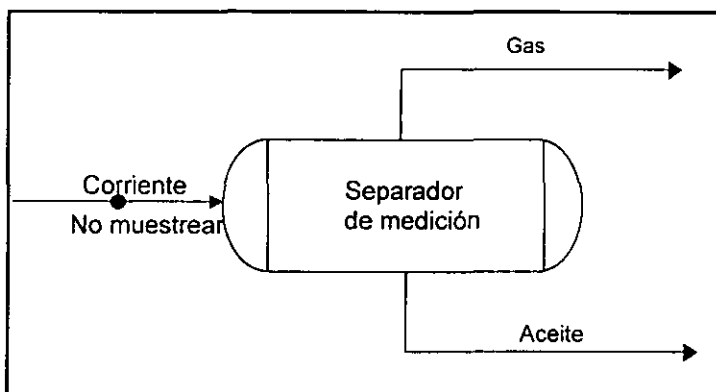 Gas
Corriente
No muestrear
Separador
de medición
Aceite